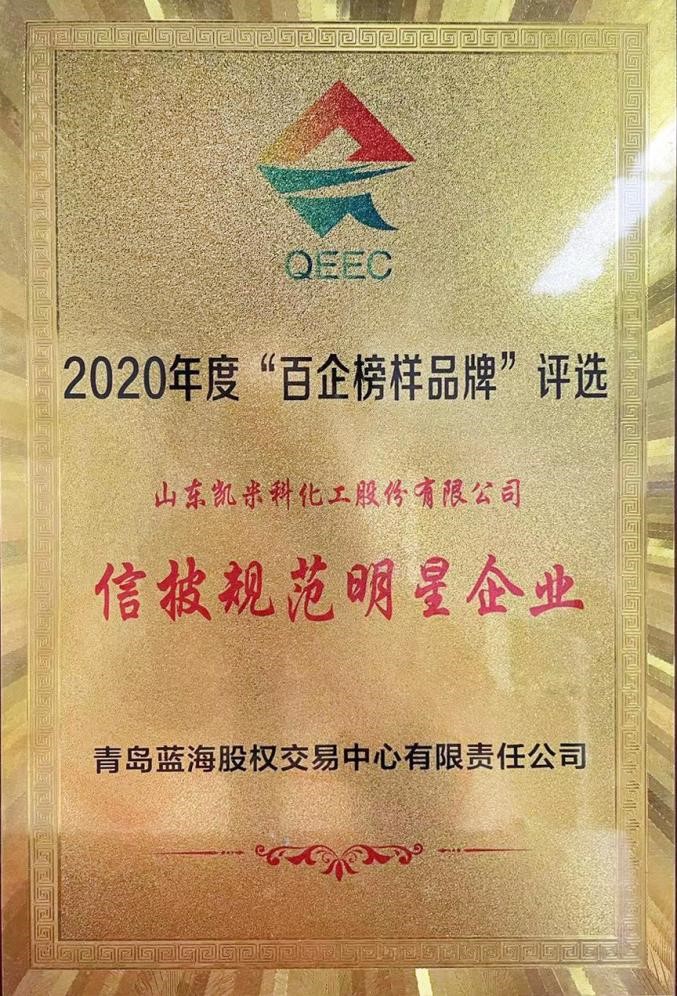 QEEC
2020年度“百企榜样品牌”评选
山东凯米科化工股份有限公司
信披规范明星企业
青岛蓝海股权交易中心有限责任公司